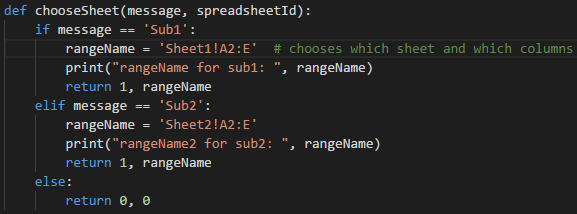 def chooseSheet(message, spreadsheetId):
    if message == 'Sub1':
        rangeName = 'Sheet1!A2:E'  # chooses which sheet and which columns
        print("rangeName for sub1: ", rangeName)
        return 1, rangeName
    elif message == 'Sub2':
        rangeName = 'Sheet2!A2:E'
        print("rangeName2 for sub2: ", rangeName)
        return 1, rangeName
    else:
        return 0, 0